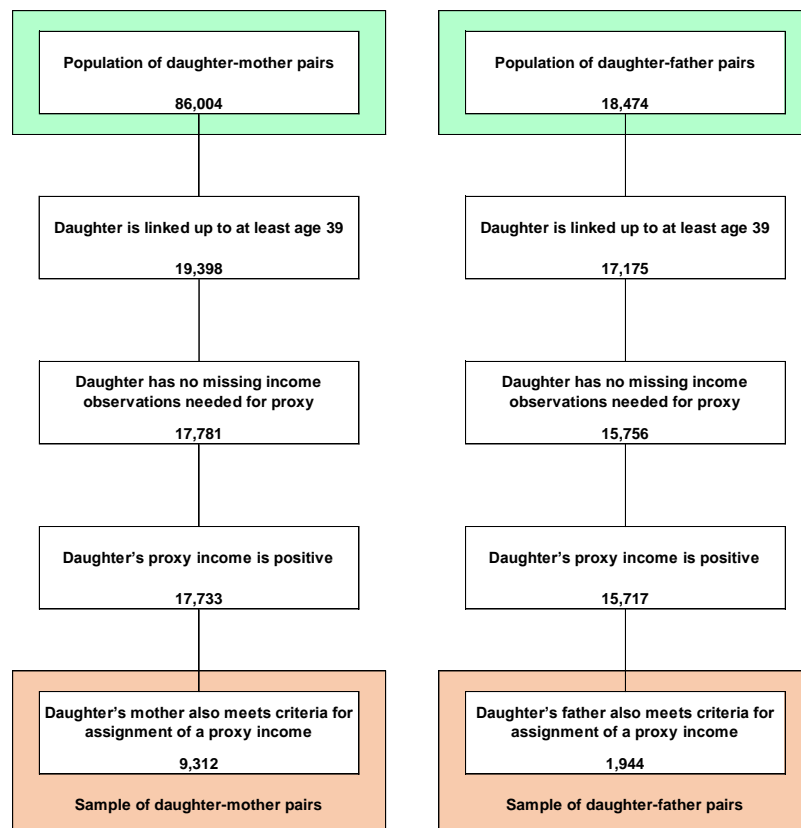 Population of daughter-mother pairs
86,004
Daughter is linked up to at least age 39
19,398
Daughter has no missing income
observations needed for proxy
17,781
Daughter's proxy income is positive
17,733
Daughter's mother also meets criteria for
assignment of a proxy income
9,312
Sample of daughter-mother pairs
Population of daughter-father pairs
18,474
Daughter is linked up to at least age 39
17,175
Daughter has no missing income
observations needed for proxy
15,756
Daughter's proxy income is positive
15,717
Daughter's father also meets criteria for
assignment of a proxy income
1,944
Sample of daughter-father pairs